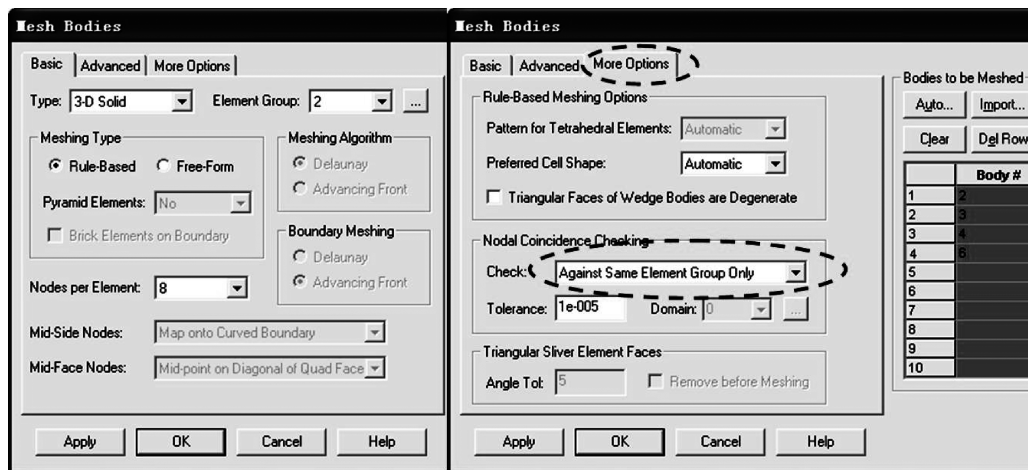 Mesh Bodies
Basic Advanced More Options
Type: 3-D Solid Element Group: 2 ...
Meshing Type
Rule-Based Free-Form
Pyramid Elements: No
Brick Elements on Boundary
Meshing Algorithm
Delaunay
Advancing Front
Boundary Meshing
Delaunay
Advancing Front
Nodes per Element: 8
Mid-Side Nodes: Map onto Curved Boundary
Mid-Face Nodes: Mid-point on Diagonal of Quad Face
Apply OK Cancel Help
Mesh Bodies
Basic Advanced More Options
Rule-Based Meshing Options
Pattern for Tetrahedral Elements: Automatic
Preferred Cell Shape: Automatic
Triangular Faces of Wedge Bodies are Degenerate
Nodal Coincidence Checking
Check: Against Same Element Group Only
Tolerance: 1e-005 Domain: 0 ...
Triangular Sliver Element Faces
Angle Tol: 5 Remove before Meshing
Apply OK Cancel Help
Bodies to be Meshed
Auto... Import...
Clear Del Row
Body #
1 2
2 3
3 4
4 6
5
6
7
8
9
10